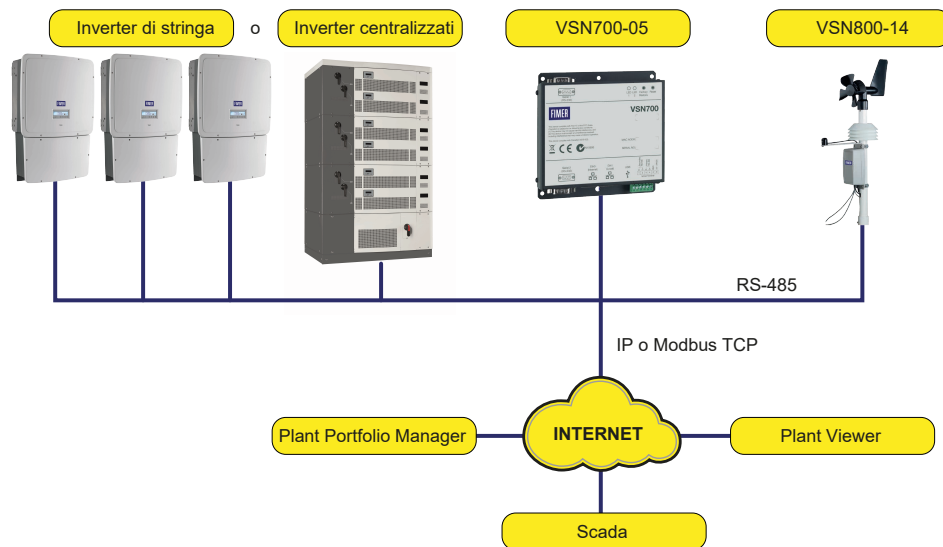 Inverter di stringa o Inverter centralizzati VSN700-05 VSN800-14
FIMER
VSN700
RS-485
IP o Modbus TCP
Plant Portfolio Manager INTERNET Plant Viewer
Scada